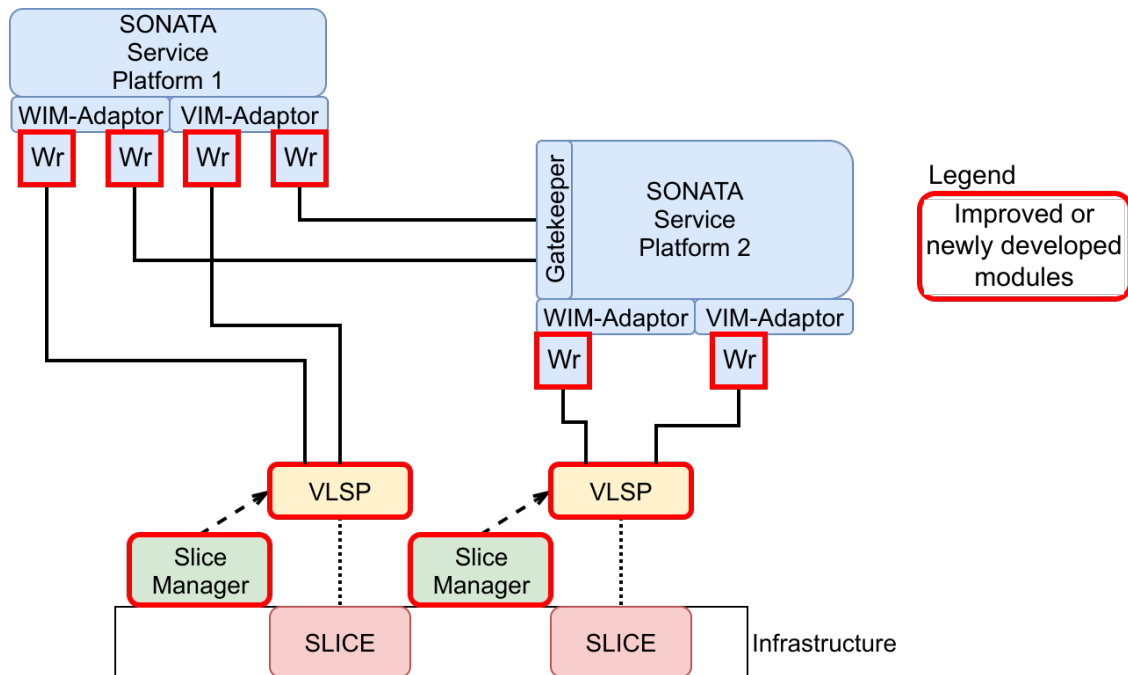 SONATA
Service
Platform 1
WIM-Adaptor
VIM-Adaptor
Wr
Wr
Wr
Wr
Gatekeeper
SONATA
Service
Platform 2
WIM-Adaptor
VIM-Adaptor
Wr
Wr
Legend
Improved or
newly developed
modules
VLSP
VLSP
Slice
Manager
Slice
Manager
SLICE
SLICE
Infrastructure